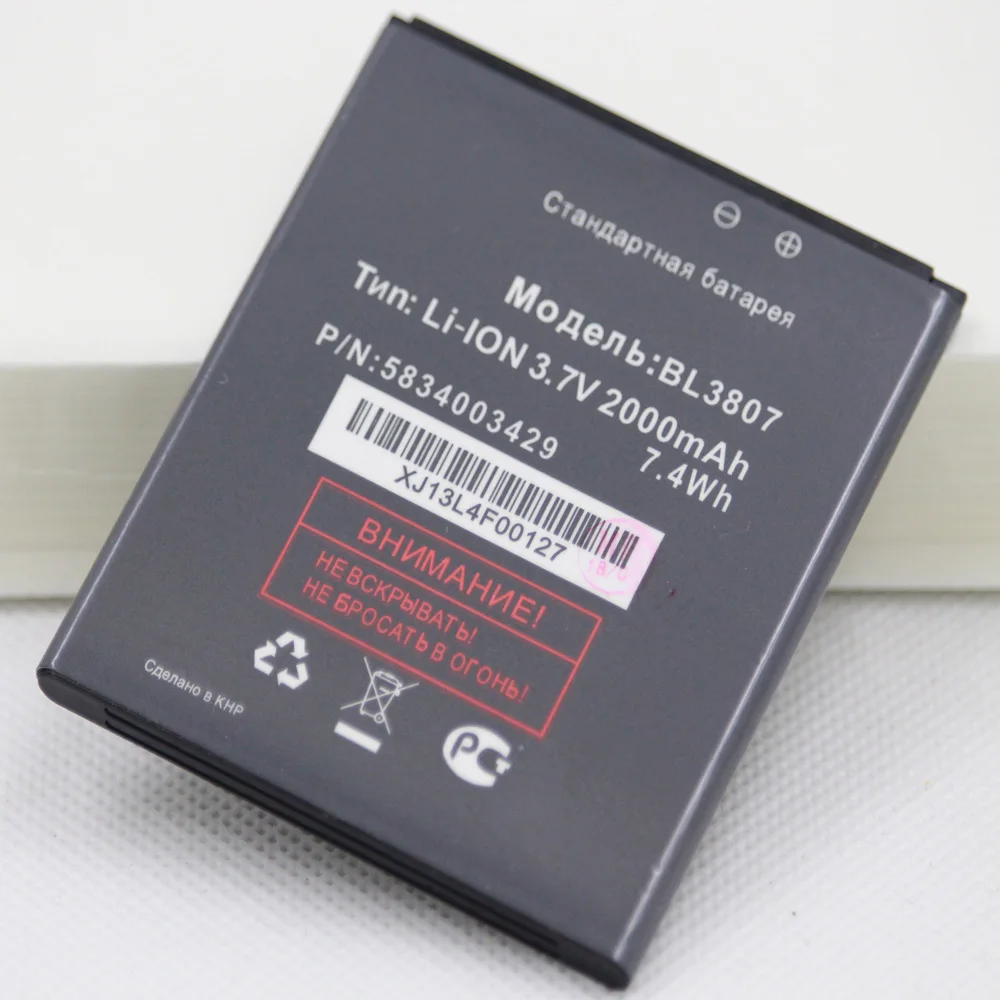 Стандартная батарея
Модель:BL3807
Тип: Li-ION 3.7V 2000mAh
7.4Wh
P/N:5834003429
XJ13L4F00127
ВНИМАНИЕ!
НЕ ВСКРЫВАТЬ!
НЕ БРОСАТЬ В ОГОНЬ!
Сделано в КНР